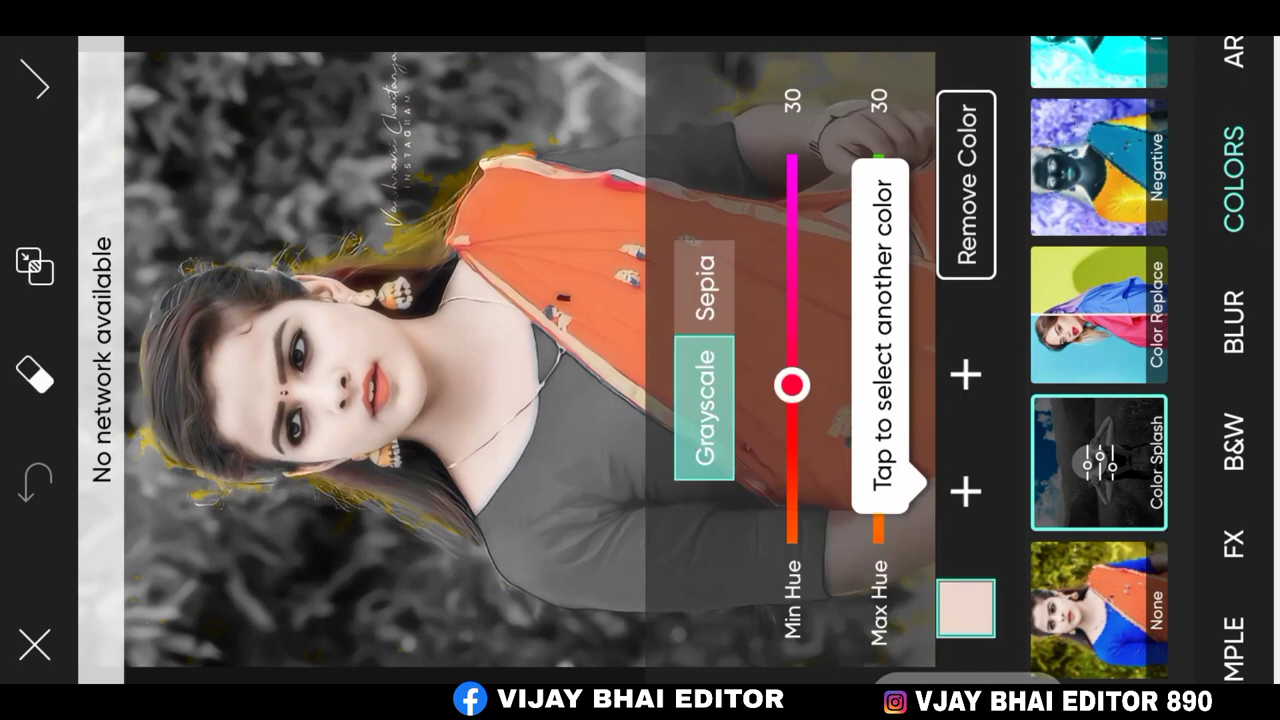 No network available
INSTAGRAM
Grayscale
Sepia
Min Hue
30
Max Hue
30
Tap to select another color
Remove Color
None
Color Splash
Color Replace
Negative
MPLE
FX
B&W
BLUR
COLORS
AR
VIJAY BHAI EDITOR
VJAY BHAI EDITOR 890